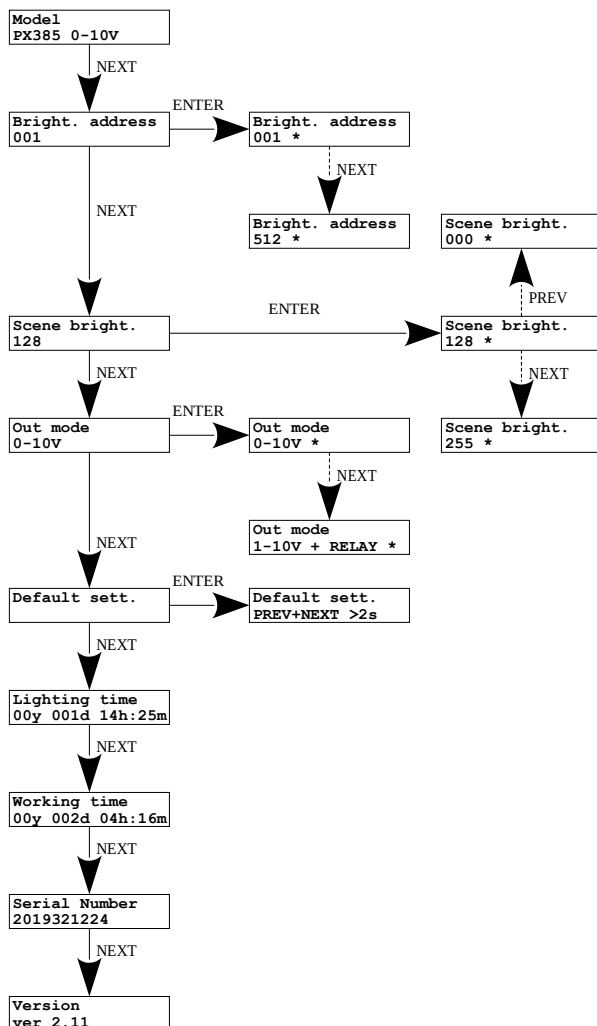 Model
PX385 0-10V
NEXT
ENTER
Bright. address
001
Bright. address
001 *
NEXT
NEXT
Bright. address
512 *
Scene bright.
000 *
PREV
ENTER
Scene bright.
128
Scene bright.
128 *
NEXT
NEXT
ENTER
Out mode
0-10V
Out mode
0-10V *
Scene bright.
255 *
NEXT
Out mode
1-10V + RELAY *
NEXT
ENTER
Default sett.
Default sett.
PREV+NEXT >2s
NEXT
Lighting time
00y 001d 14h:25m
NEXT
Working time
00y 002d 04h:16m
NEXT
Serial Number
2019321224
NEXT
Version
ver 2.11